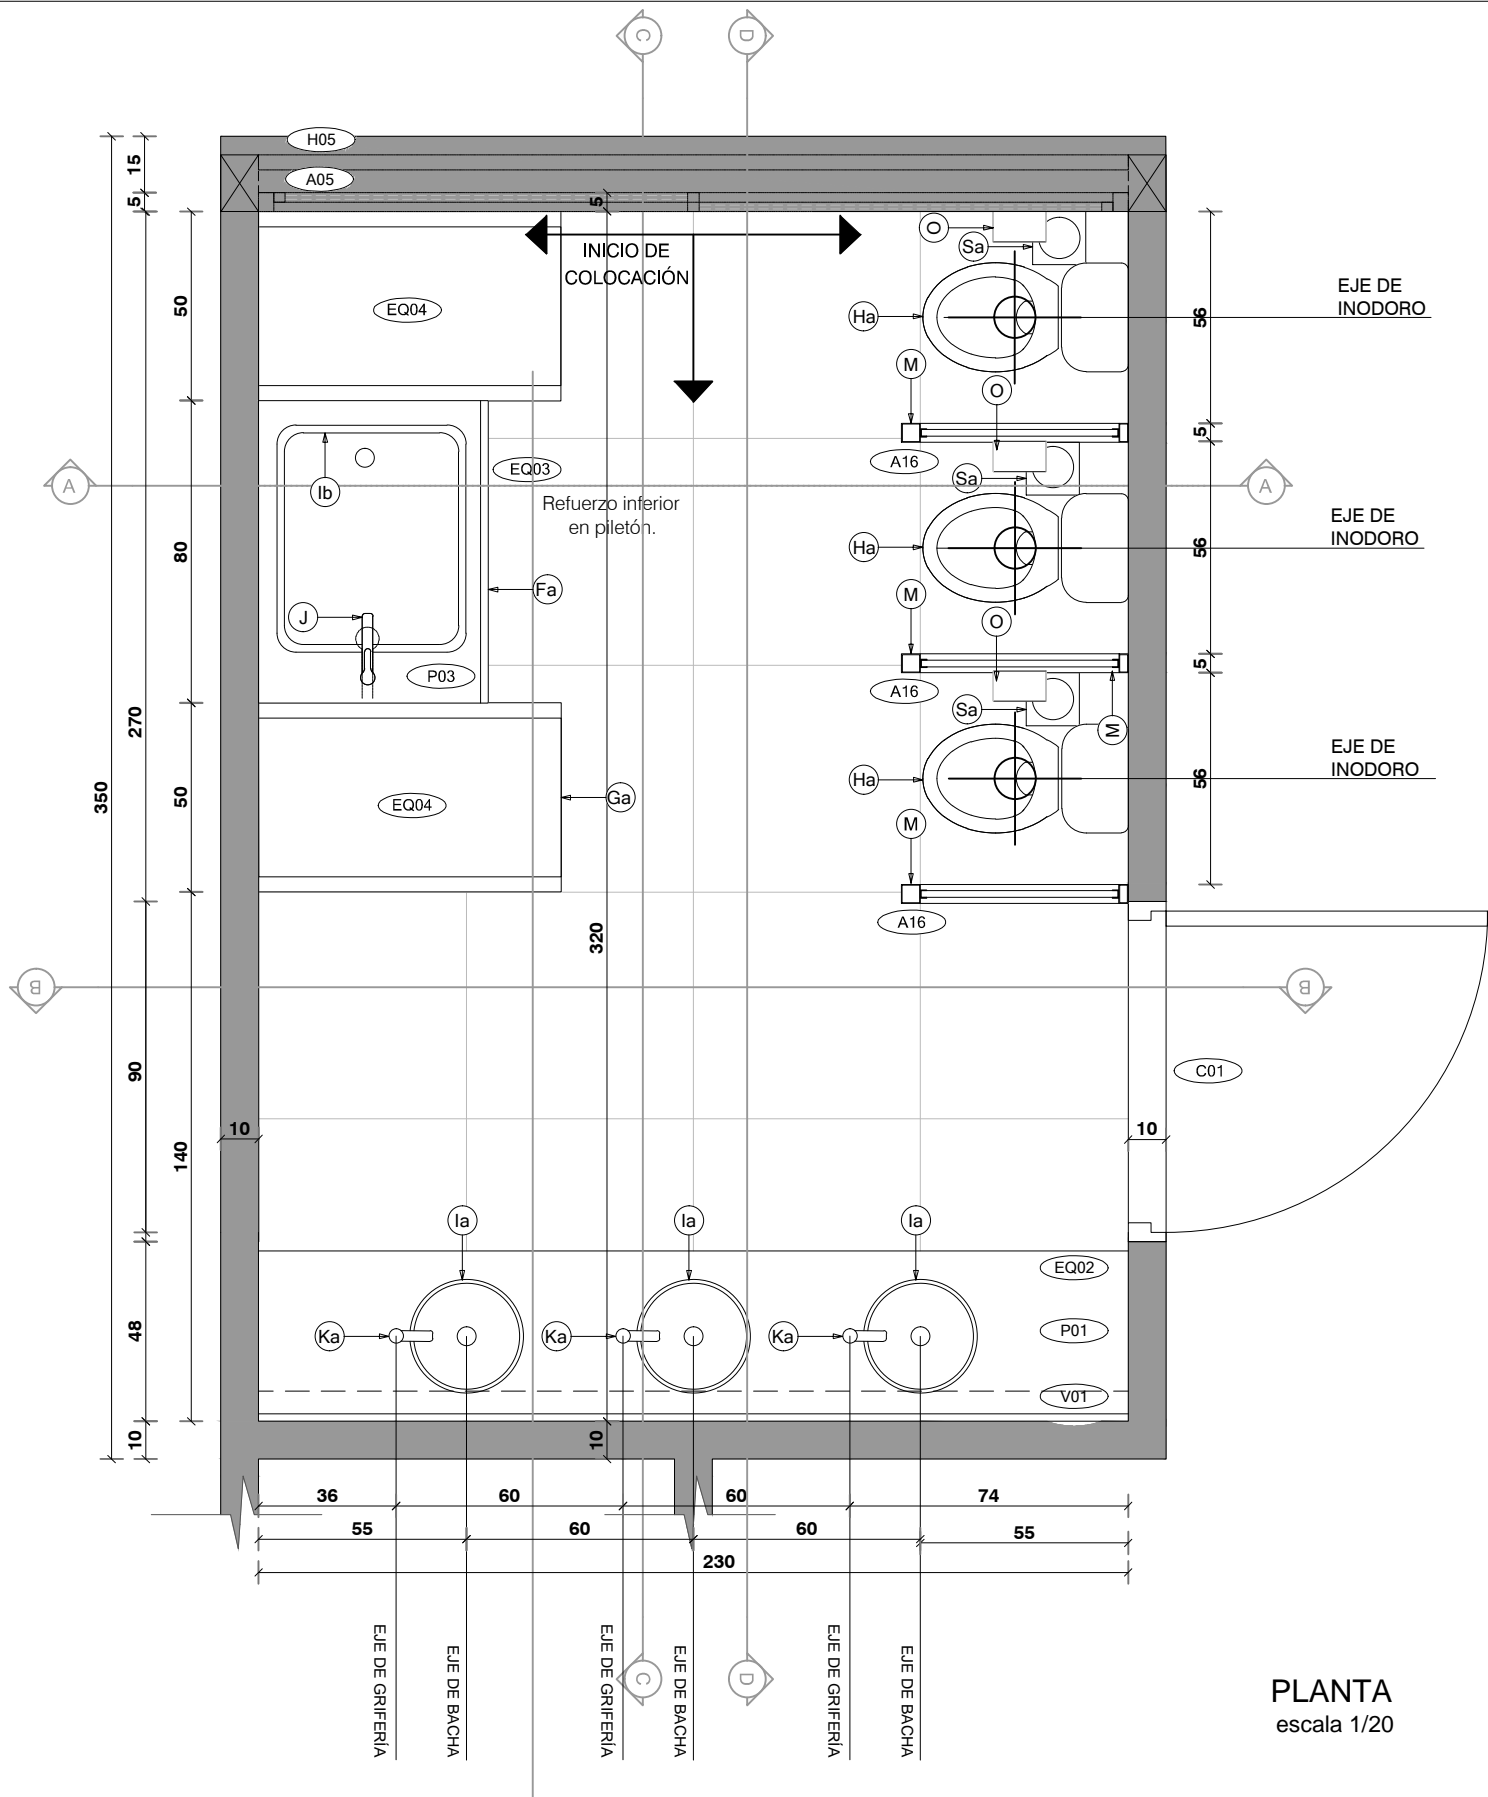 C
D
H05
A05
15
5
5
INICIO DE
COLOCACIÓN
O
Sa
EQ04
50
Ha
56
EJE DE
INODORO
M
O
5
A16
EQ03
Sa
A
A
Ib
Refuerzo inferior
en piletón.
EJE DE
INODORO
80
Ha
56
Fa
M
J
O
P03
5
A16
Sa
270
M
EJE DE
INODORO
350
50
EQ04
Ga
Ha
56
M
A16
320
B
B
90
C01
10
10
140
Ia
Ia
Ia
EQ02
48
Ka
Ka
Ka
P01
V01
10
10
36
60
60
74
55
60
60
55
230
EJE DE GRIFERÍA
EJE DE BACHA
EJE DE GRIFERÍA
C
EJE DE BACHA
D
EJE DE GRIFERÍA
EJE DE BACHA
PLANTA
escala 1/20